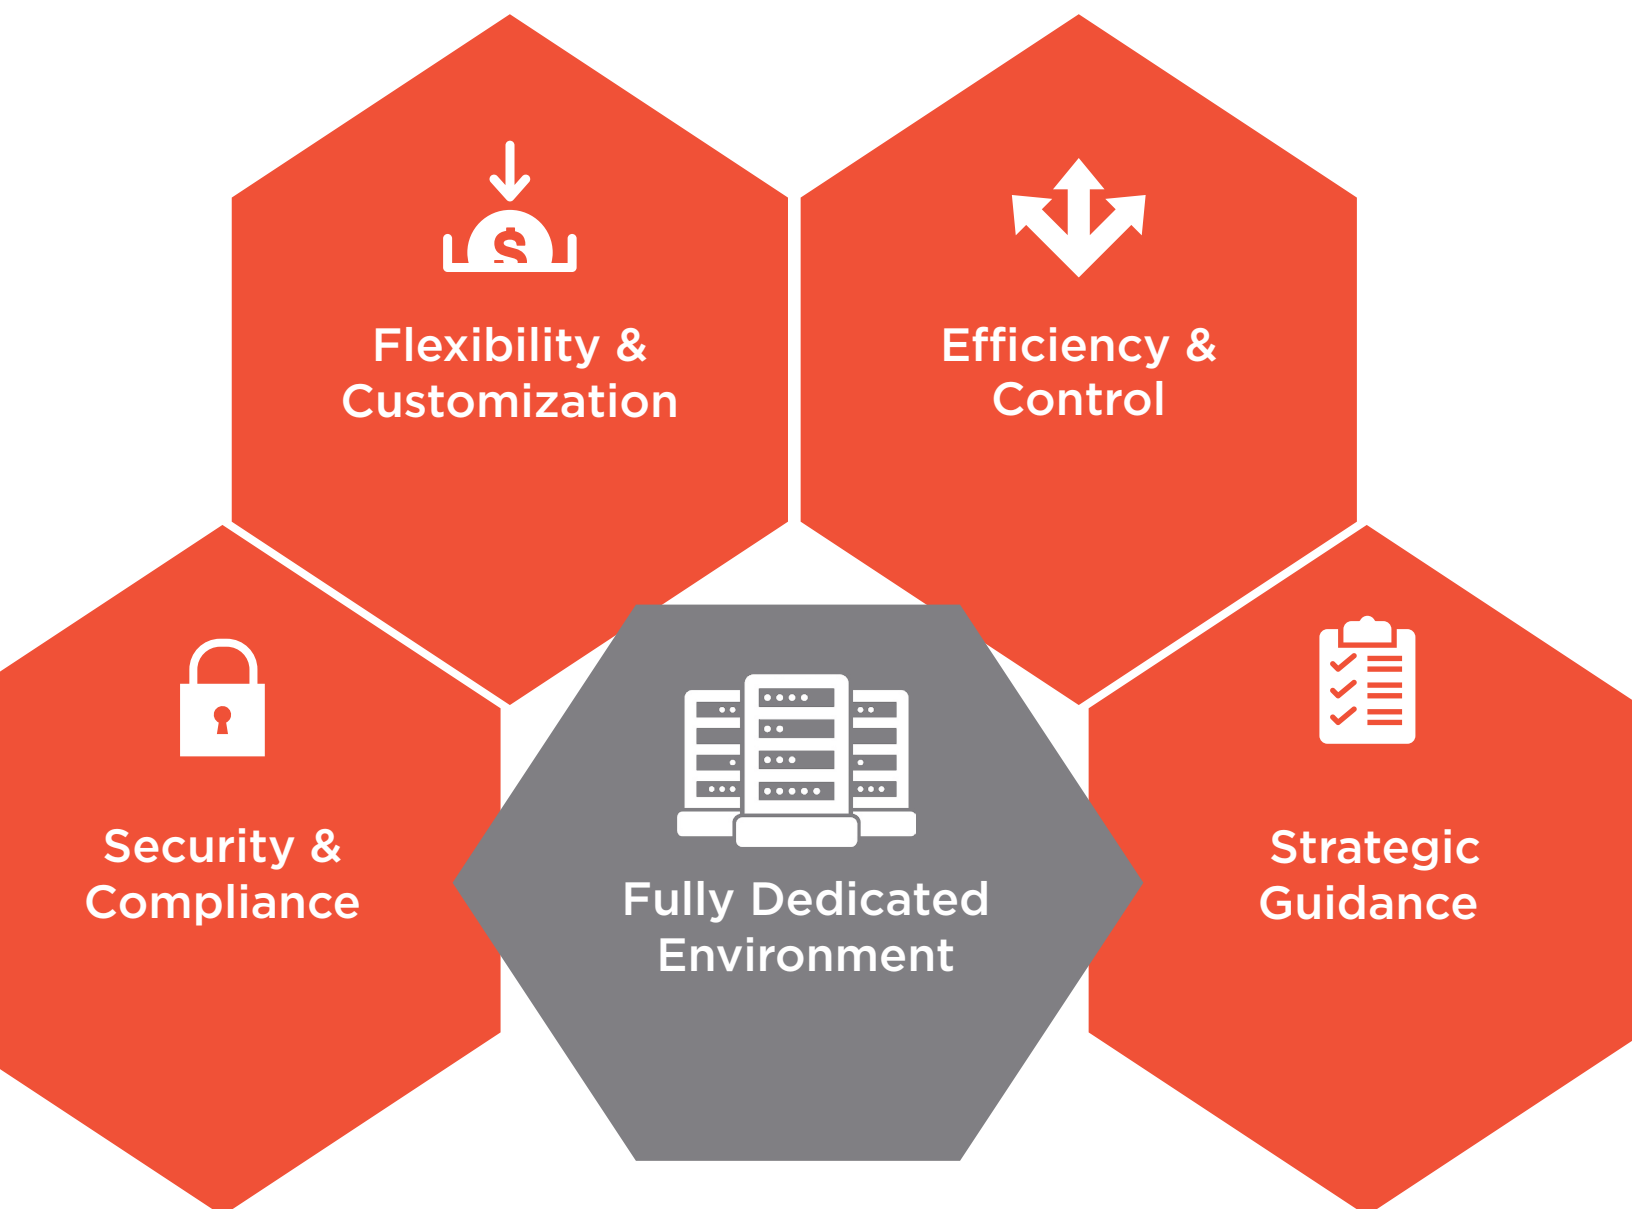 Flexibility &
Customization
Efficiency &
Control
Security &
Compliance
Fully Dedicated
Environment
Strategic
Guidance